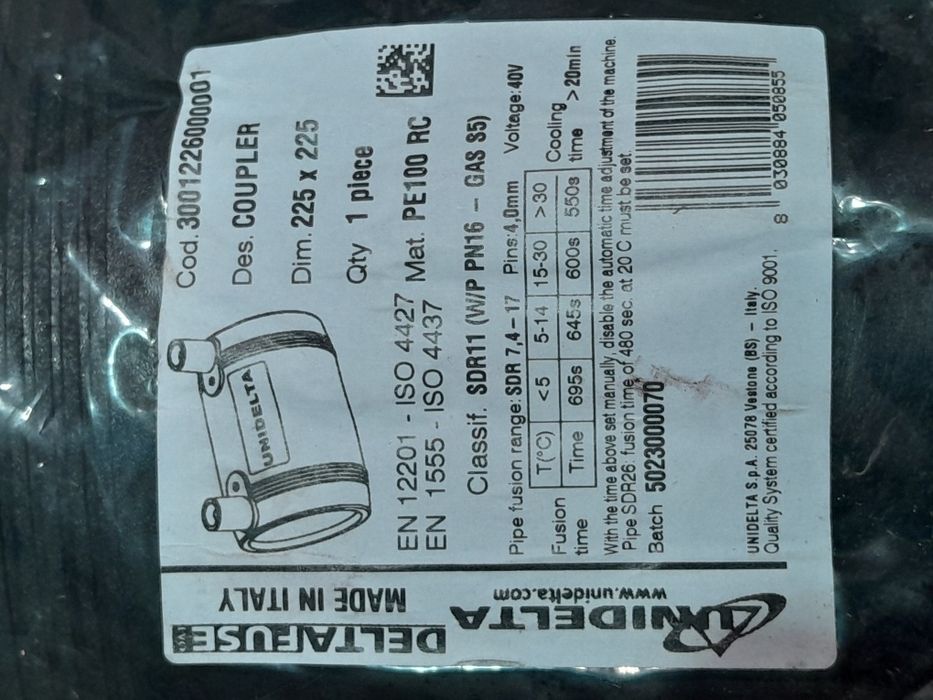 DELTAFUSE
MADE IN ITALY
UNIDELTA
www.unidelta.com
UNIDELTA
Cod. 3001226000001
Des. COUPLER
Dim. 225 x 225
Qty 1 piece
EN 12201 - ISO 4427
EN 1555 - ISO 4437
Mat. PE100 RC
Classif. SDR11 (W/P PN16 – GAS S5)
Pipe fusion range: SDR 7,4 – 17 Pins: 4,0mm Voltage: 40V
Fusion time
T(°C) <5 5-14 15-30 >30
Time 695s 645s 600s 550s
Cooling time > 20min
With the time above set manually, disable the automatic time adjustment of the machine.
Pipe SDR26: fusion time of 480 sec. at 20 C must be set.
Batch 5023000070
8 030884 050855
UNIDELTA S.p.A. 25078 Vestone (BS) – Italy.
Quality System certified according to ISO 9001.